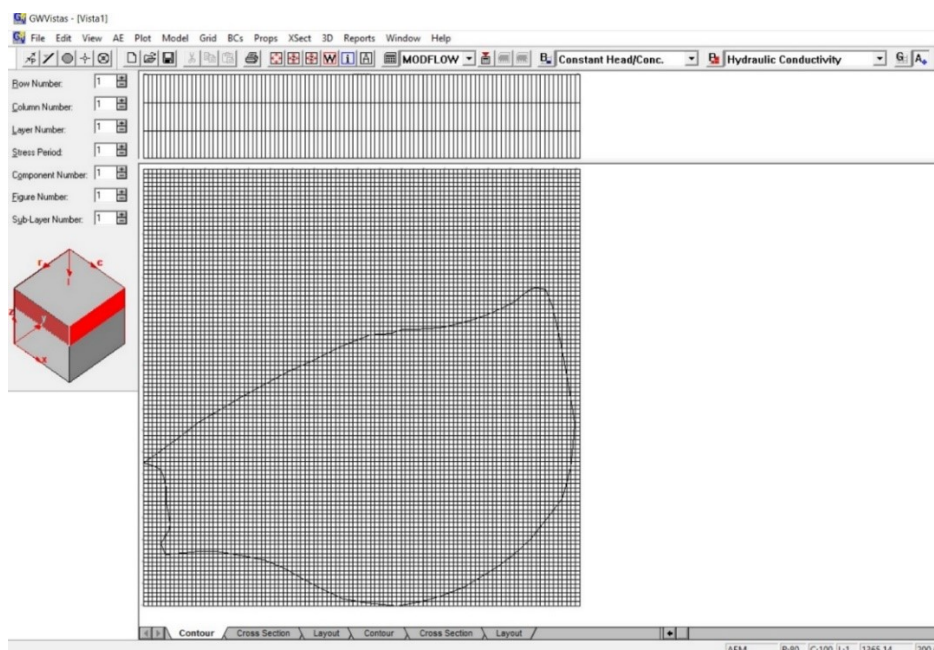 GWVistas - [Vista1]
File Edit View AE Plot Model Grid BCs Props XSect 3D Reports Window Help
W i A MODFLOW B Constant Head/Conc. Hydraulic Conductivity G A
Row Number: 1
Column Number: 1
Layer Number: 1
Stress Period: 1
Component Number: 1
Figure Number: 1
Sub-Layer Number: 1
r c
l
z y
x
Contour Cross Section Layout Contour Cross Section Layout
AEM R:80 C:100 L:1 1265.14 200